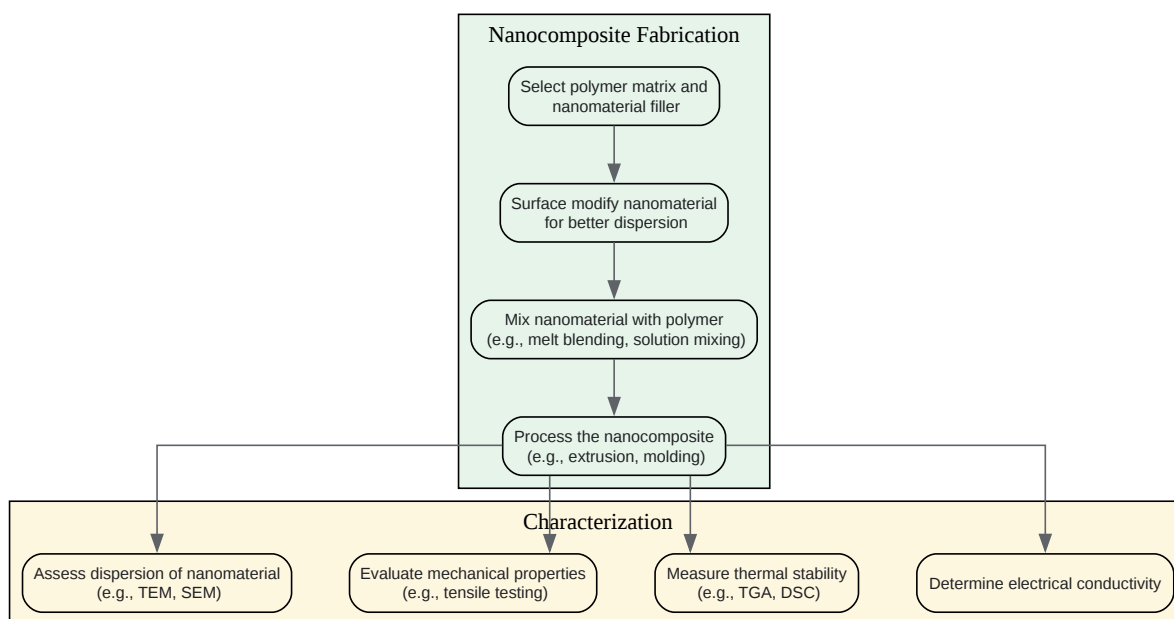 Nanocomposite Fabrication
Select polymer matrix and
nanomaterial filler
Surface modify nanomaterial
for better dispersion
Mix nanomaterial with polymer
(e.g., melt blending, solution mixing)
Process the nanocomposite
(e.g., extrusion, molding)
Characterization
Assess dispersion of nanomaterial
(e.g., TEM, SEM)
Evaluate mechanical properties
(e.g., tensile testing)
Measure thermal stability
(e.g., TGA, DSC)
Determine electrical conductivity